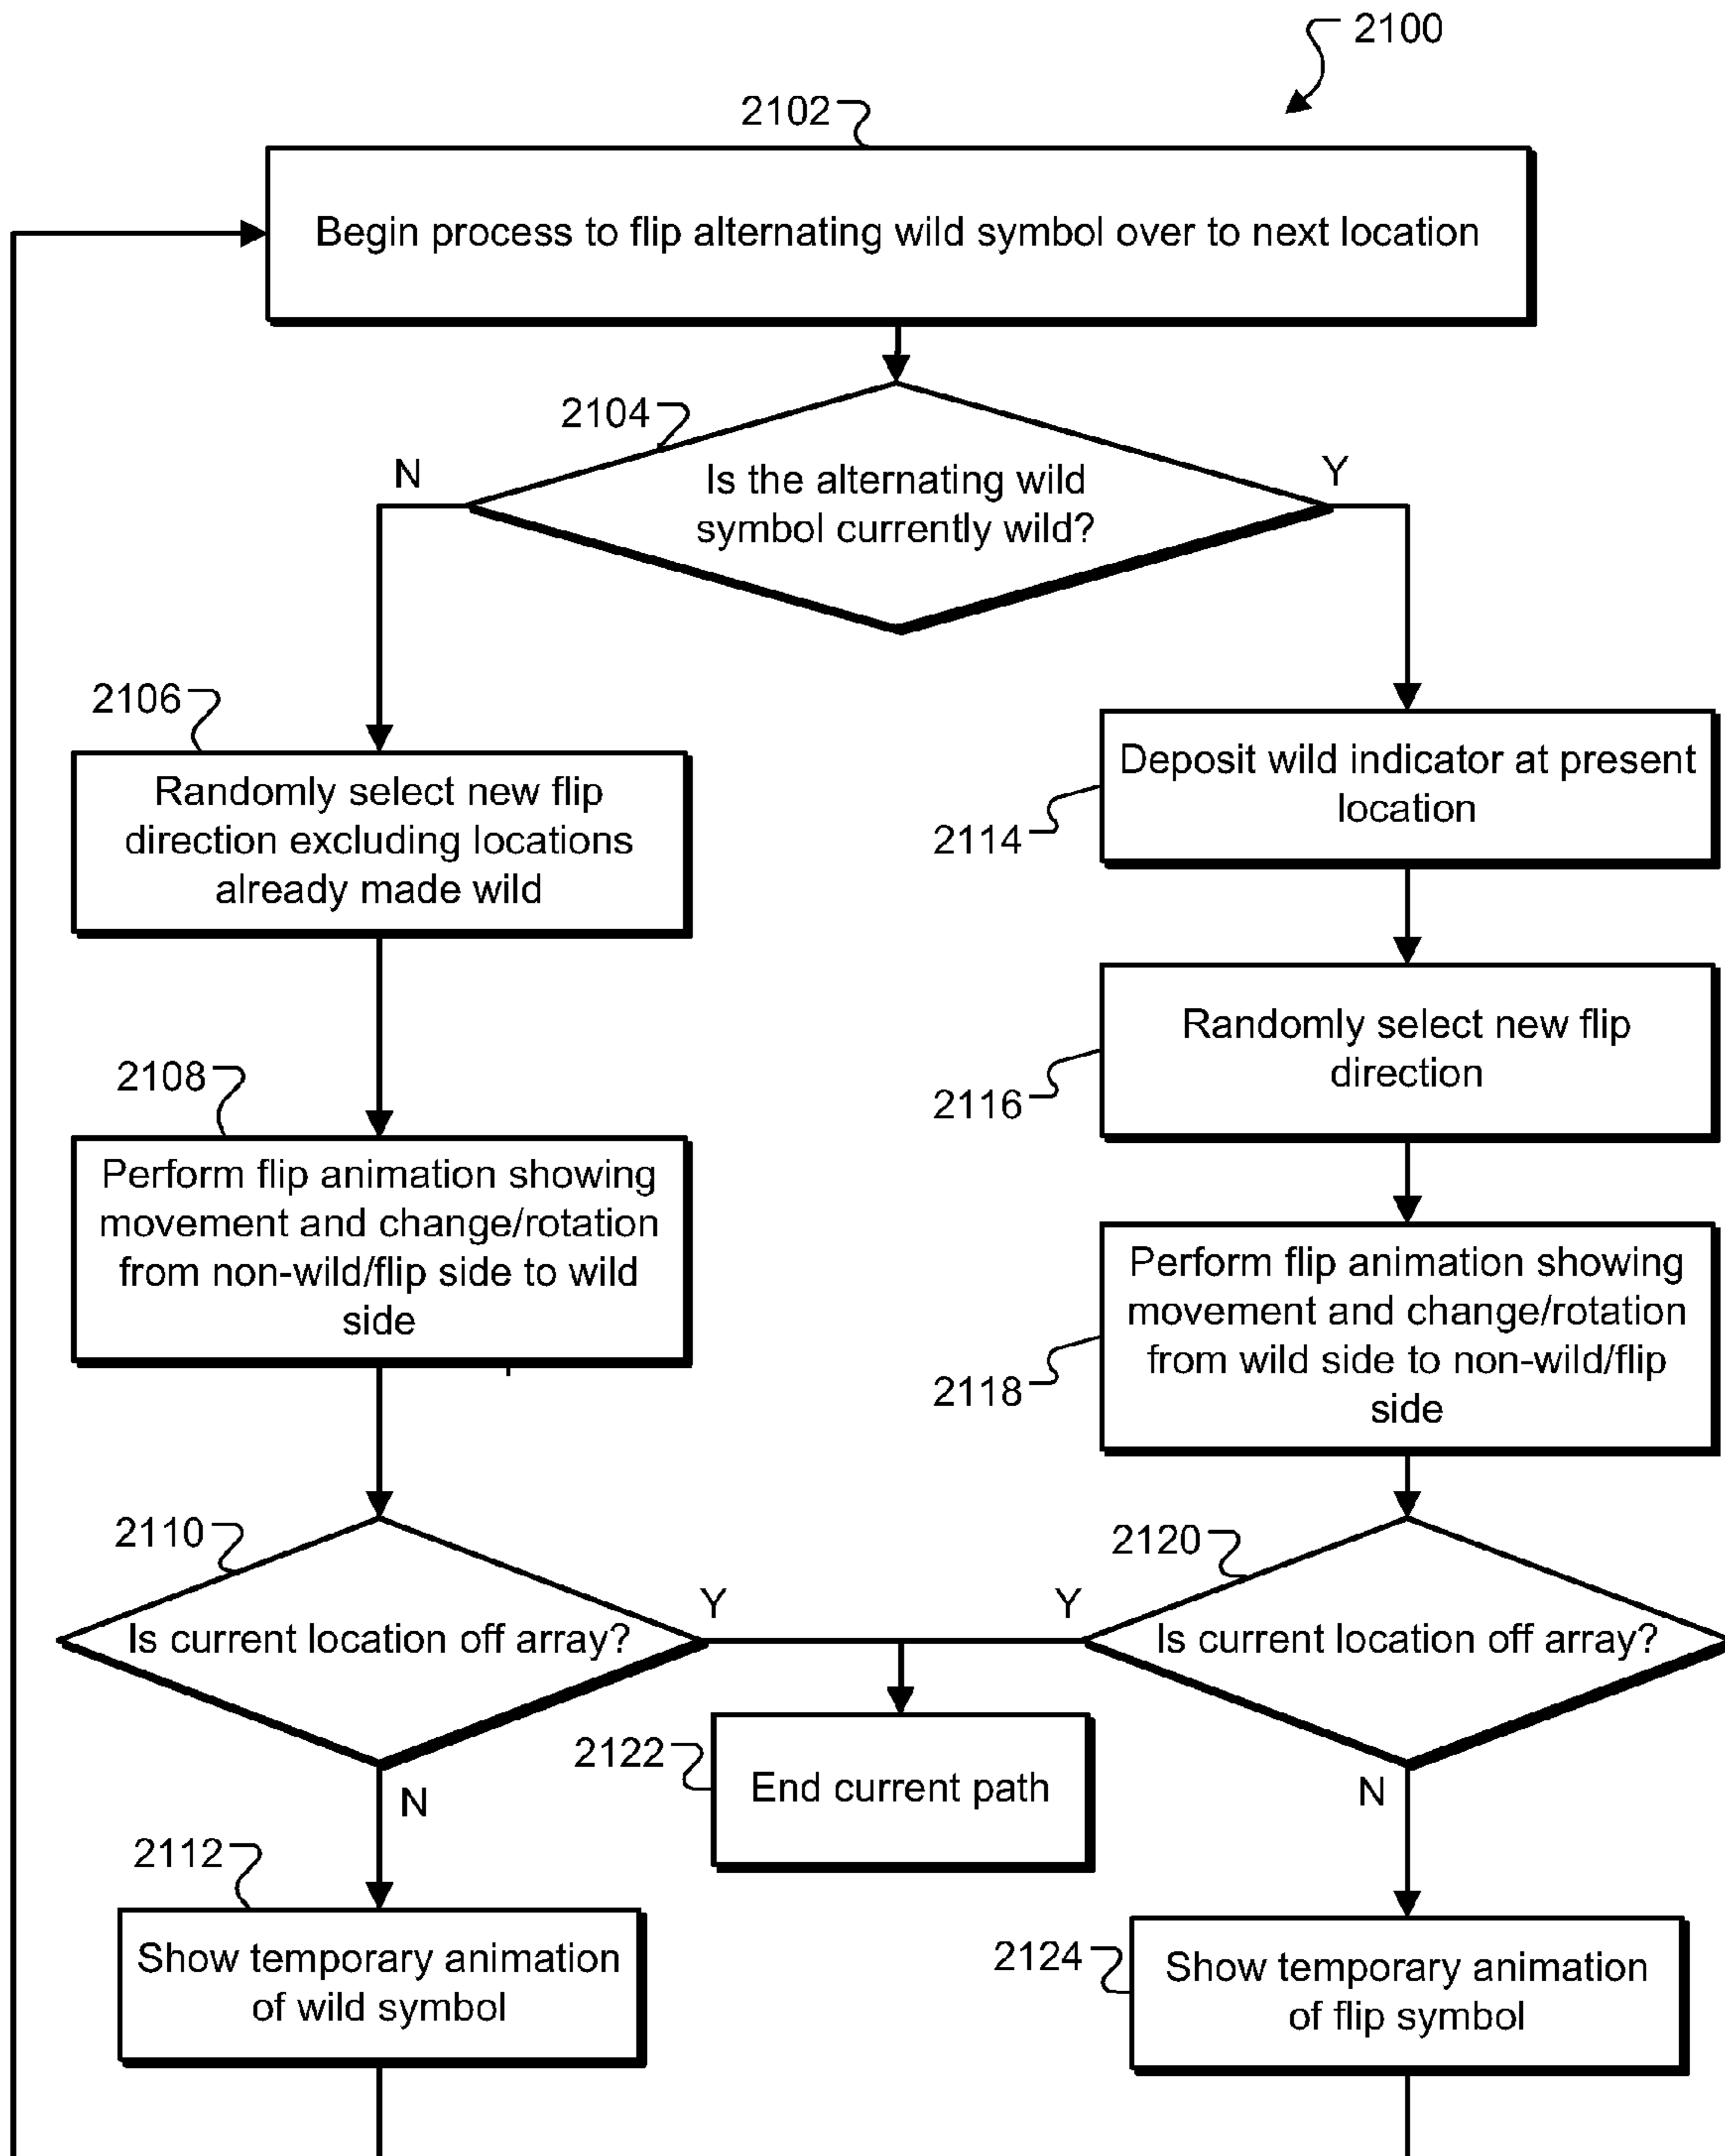 2100
2102
Begin process to flip alternating wild symbol over to next location
2104
N
Y
Is the alternating wild
symbol currently wild?
2106
Randomly select new flip
direction excluding locations
already made wild
Deposit wild indicator at present
location
2114
Randomly select new flip
direction
2116
2108
Perform flip animation showing
movement and change/rotation
from non-wild/flip side to wild
side
Perform flip animation showing
movement and change/rotation
from wild side to non-wild/flip
side
2118
2110
Is current location off array?
Y
2120
Y
Is current location off array?
2122
End current path
N
N
2112
Show temporary animation
of wild symbol
2124
Show temporary animation
of flip symbol